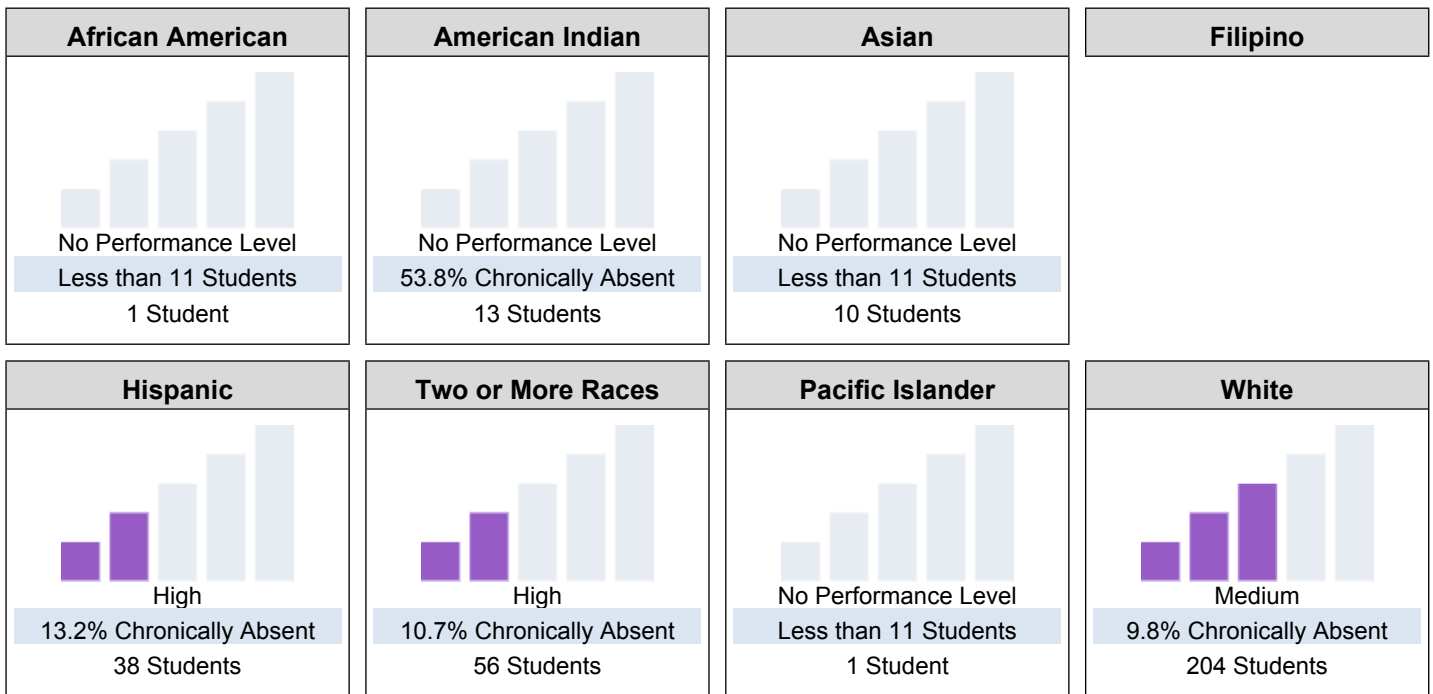 African American
No Performance Level
Less than 11 Students
1 Student
American Indian
No Performance Level
53.8% Chronically Absent
13 Students
Asian
No Performance Level
Less than 11 Students
10 Students
Filipino
Hispanic
High
13.2% Chronically Absent
38 Students
Two or More Races
High
10.7% Chronically Absent
56 Students
Pacific Islander
No Performance Level
Less than 11 Students
1 Student
White
Medium
9.8% Chronically Absent
204 Students